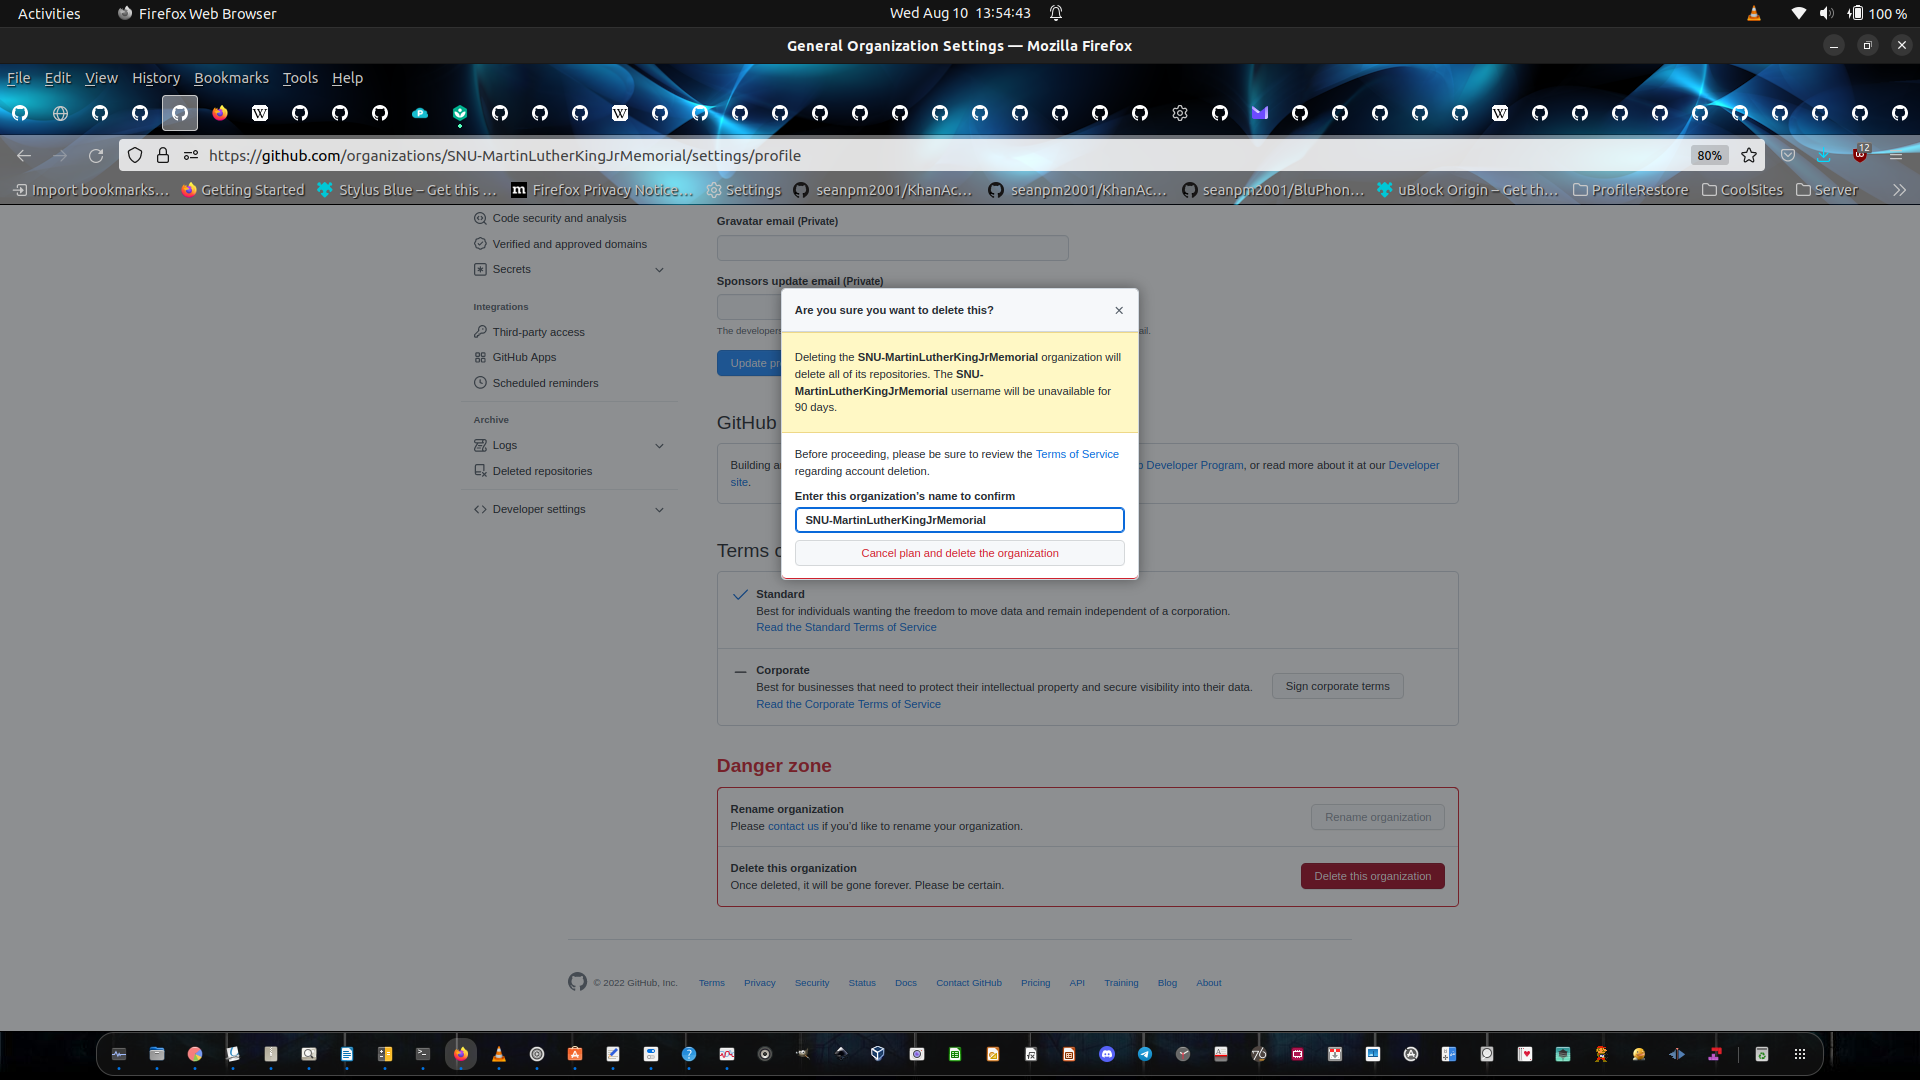 Activities
Firefox Web Browser
Wed Aug 10 13:54:43
100 %
General Organization Settings — Mozilla Firefox
File Edit View History Bookmarks Tools Help
https://github.com/organizations/SNU-MartinLutherKingJrMemorial/settings/profile
80%
12
Import bookmarks…
Getting Started
Stylus Blue – Get this …
Firefox Privacy Notice…
Settings
seanpm2001/KhanAc…
seanpm2001/KhanAc…
seanpm2001/BluPhon…
uBlock Origin – Get th…
ProfileRestore
CoolSites
Server
Code security and analysis
Verified and approved domains
Secrets
Integrations
Third-party access
GitHub Apps
Scheduled reminders
Archive
Logs
Deleted repositories
Developer settings
Gravatar email (Private)
Sponsors update email (Private)
The developer
ail.
Update pr
Are you sure you want to delete this?
Deleting the SNU-MartinLutherKingJrMemorial organization will
delete all of its repositories. The SNU-
MartinLutherKingJrMemorial username will be unavailable for
90 days.
Before proceeding, please be sure to review the Terms of Service
regarding account deletion.
Enter this organization's name to confirm
SNU-MartinLutherKingJrMemorial
Cancel plan and delete the organization
GitHub
Building a
Developer Program, or read more about it at our Developer
site.
Terms o
Standard
Best for individuals wanting the freedom to move data and remain independent of a corporation.
Read the Standard Terms of Service
Corporate
Best for businesses that need to protect their intellectual property and secure visibility into their data.
Read the Corporate Terms of Service
Sign corporate terms
Danger zone
Rename organization
Please contact us if you'd like to rename your organization.
Rename organization
Delete this organization
Once deleted, it will be gone forever. Please be certain.
Delete this organization
© 2022 GitHub, Inc.
Terms
Privacy
Security
Status
Docs
Contact GitHub
Pricing
API
Training
Blog
About